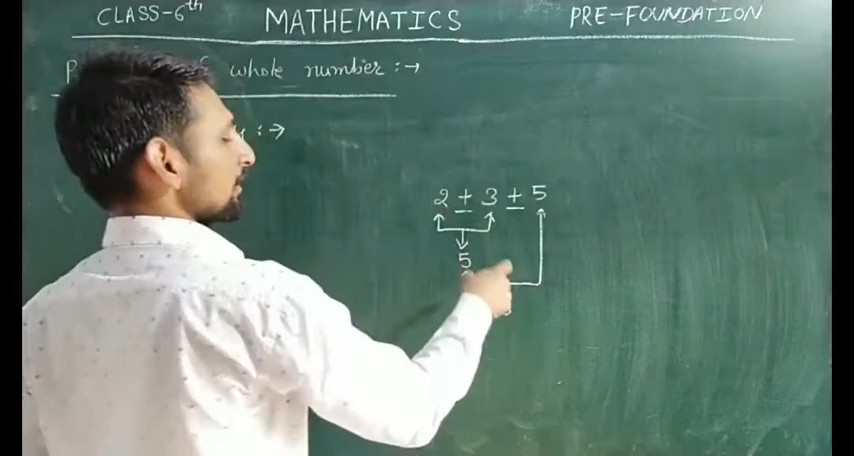 CLASS-6th MATHEMATICS PRE-FOUNDATION
whole number :→
:→
2 + 3 + 5
5